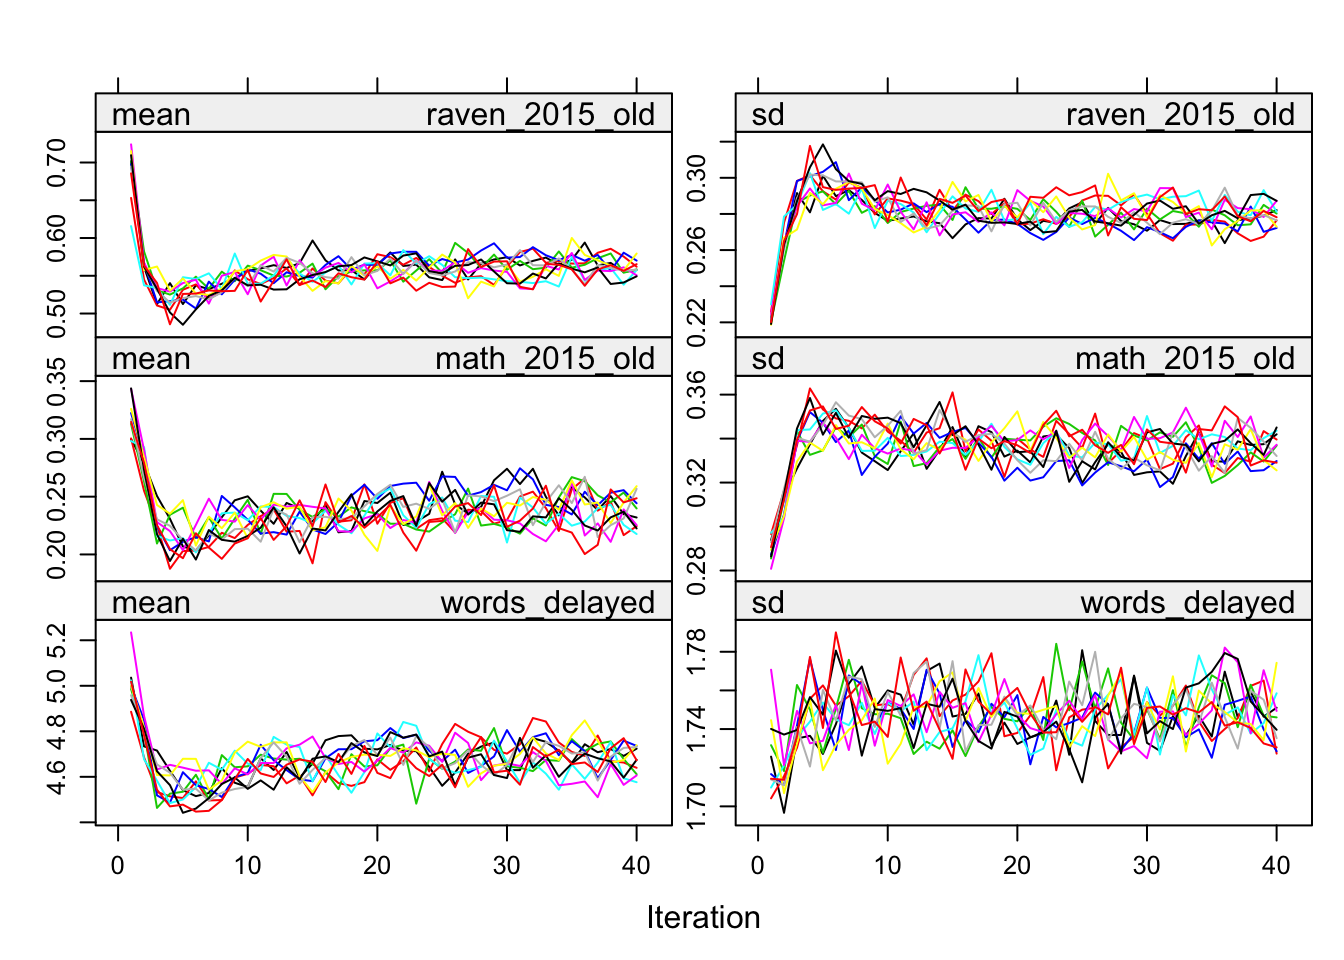 mean raven_2015_old
sd raven_2015_old
0.70
0.60
0.50
0.30
0.26
0.22
mean math_2015_old
sd math_2015_old
0.35
0.30
0.25
0.20
0.36
0.32
0.28
mean words_delayed
sd words_delayed
5.2
5.0
4.8
4.6
1.78
1.74
1.70
0 10 20 30 40
0 10 20 30 40
Iteration